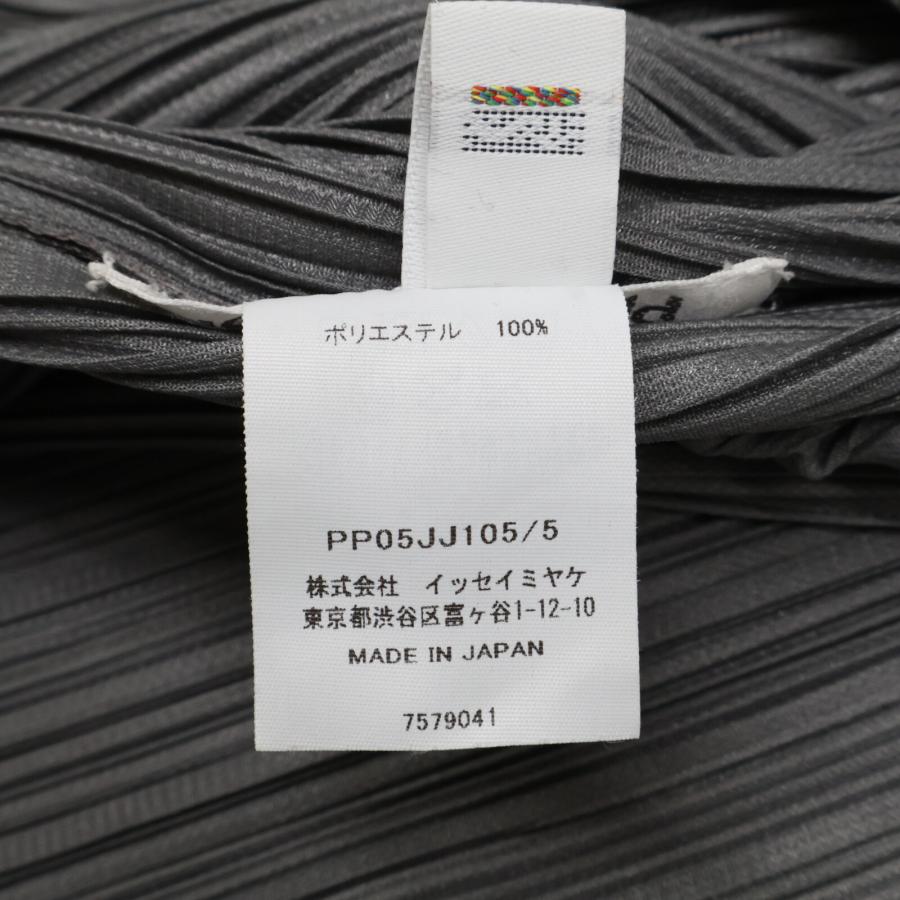 ポリエステル 100%
PP05JJ105/5
株式会社 イッセイミヤケ
東京都渋谷区富ヶ谷1-12-10
MADE IN JAPAN
7579041